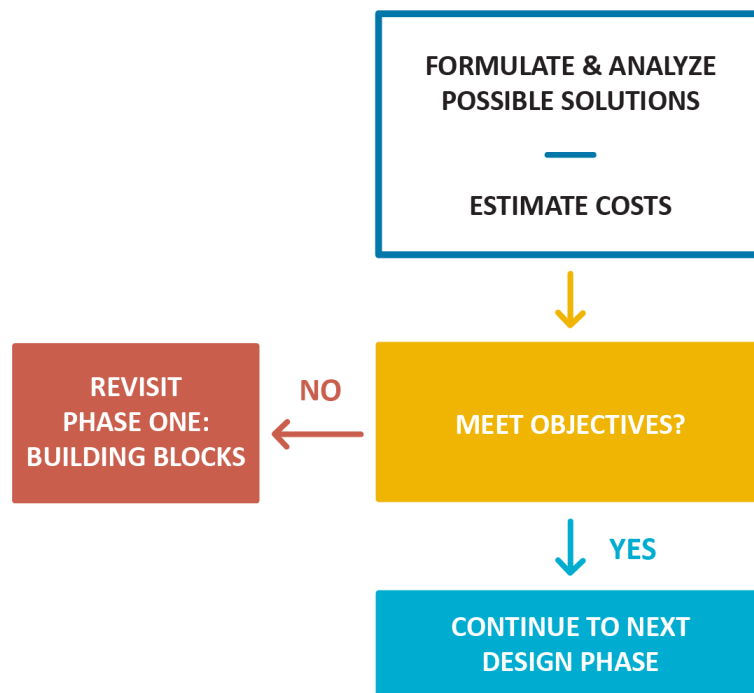 FORMULATE & ANALYZE
POSSIBLE SOLUTIONS
ESTIMATE COSTS
MEET OBJECTIVES?
NO
REVISIT
PHASE ONE:
BUILDING BLOCKS
YES
CONTINUE TO NEXT
DESIGN PHASE